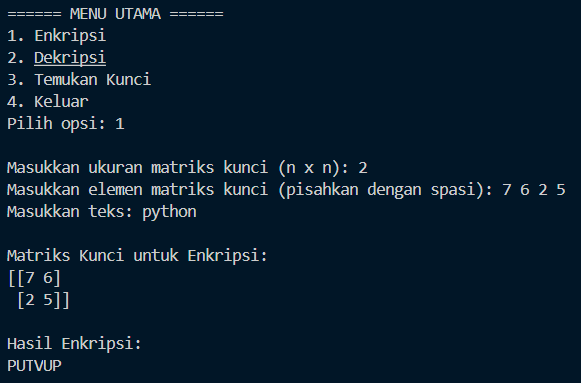 ====== MENU UTAMA ======
1. Enkripsi
2. Dekripsi
3. Temukan Kunci
4. Keluar
Pilih opsi: 1
Masukkan ukuran matriks kunci (n x n): 2
Masukkan elemen matriks kunci (pisahkan dengan spasi): 7 6 2 5
Masukkan teks: python
Matriks Kunci untuk Enkripsi:
[[7 6]
 [2 5]]
Hasil Enkripsi:
PUTVUP